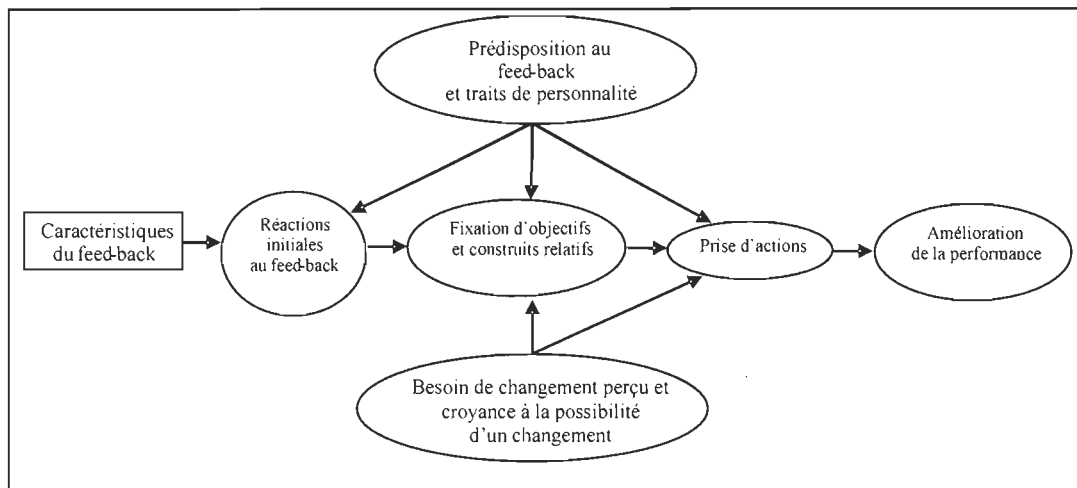 Prédisposition au
feed-back
et traits de personnalité
Caractéristiques
du feed-back
Réactions
initiales
au feed-back
Fixation d'objectifs
et construits relatifs
Prise d'actions
Amélioration
de la performance
Besoin de changement perçu et
croyance à la possibilité
d'un changement